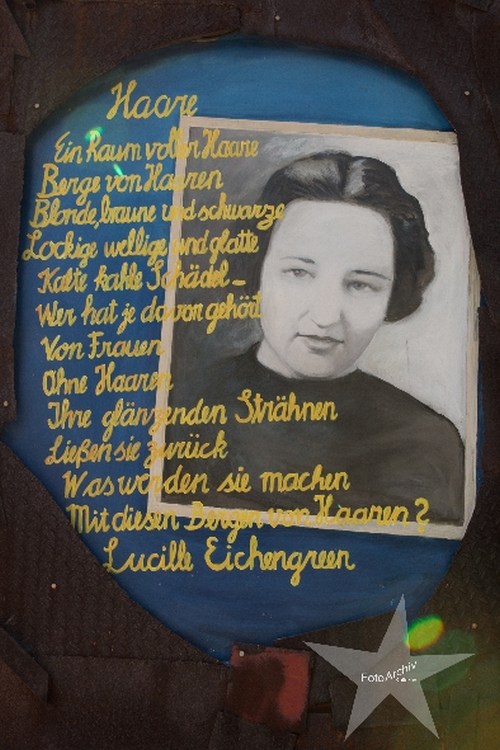 Haare
Ein Raum voller Haare
Berge von Haaren
Blonde, braune und schwarze
Lockige wellige und glatte
Kalte kahle Schädel –
Wer hat je davon gehört
Von Frauen
Ohne Haaren
Ihre glänzenden Strähnen
Ließen sie zurück
Was werden sie machen
Mit diesen Bergen von Haaren?
Lucille Eichengreen
FotoArchiv